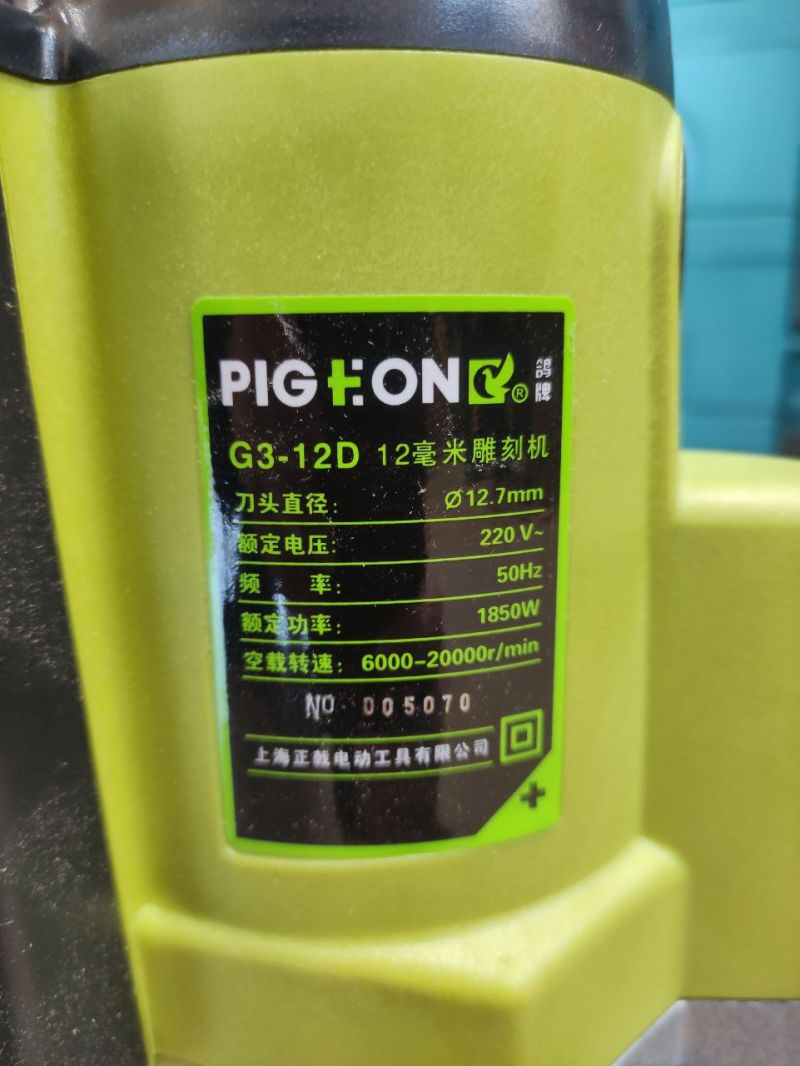 PIGEON® 鸽牌
G3-12D 12毫米雕刻机
刀头直径: Ø12.7mm
额定电压: 220 V~
频 率: 50Hz
额定功率: 1850W
空载转速: 6000-20000r/min
NO 005070
上海正戟电动工具有限公司